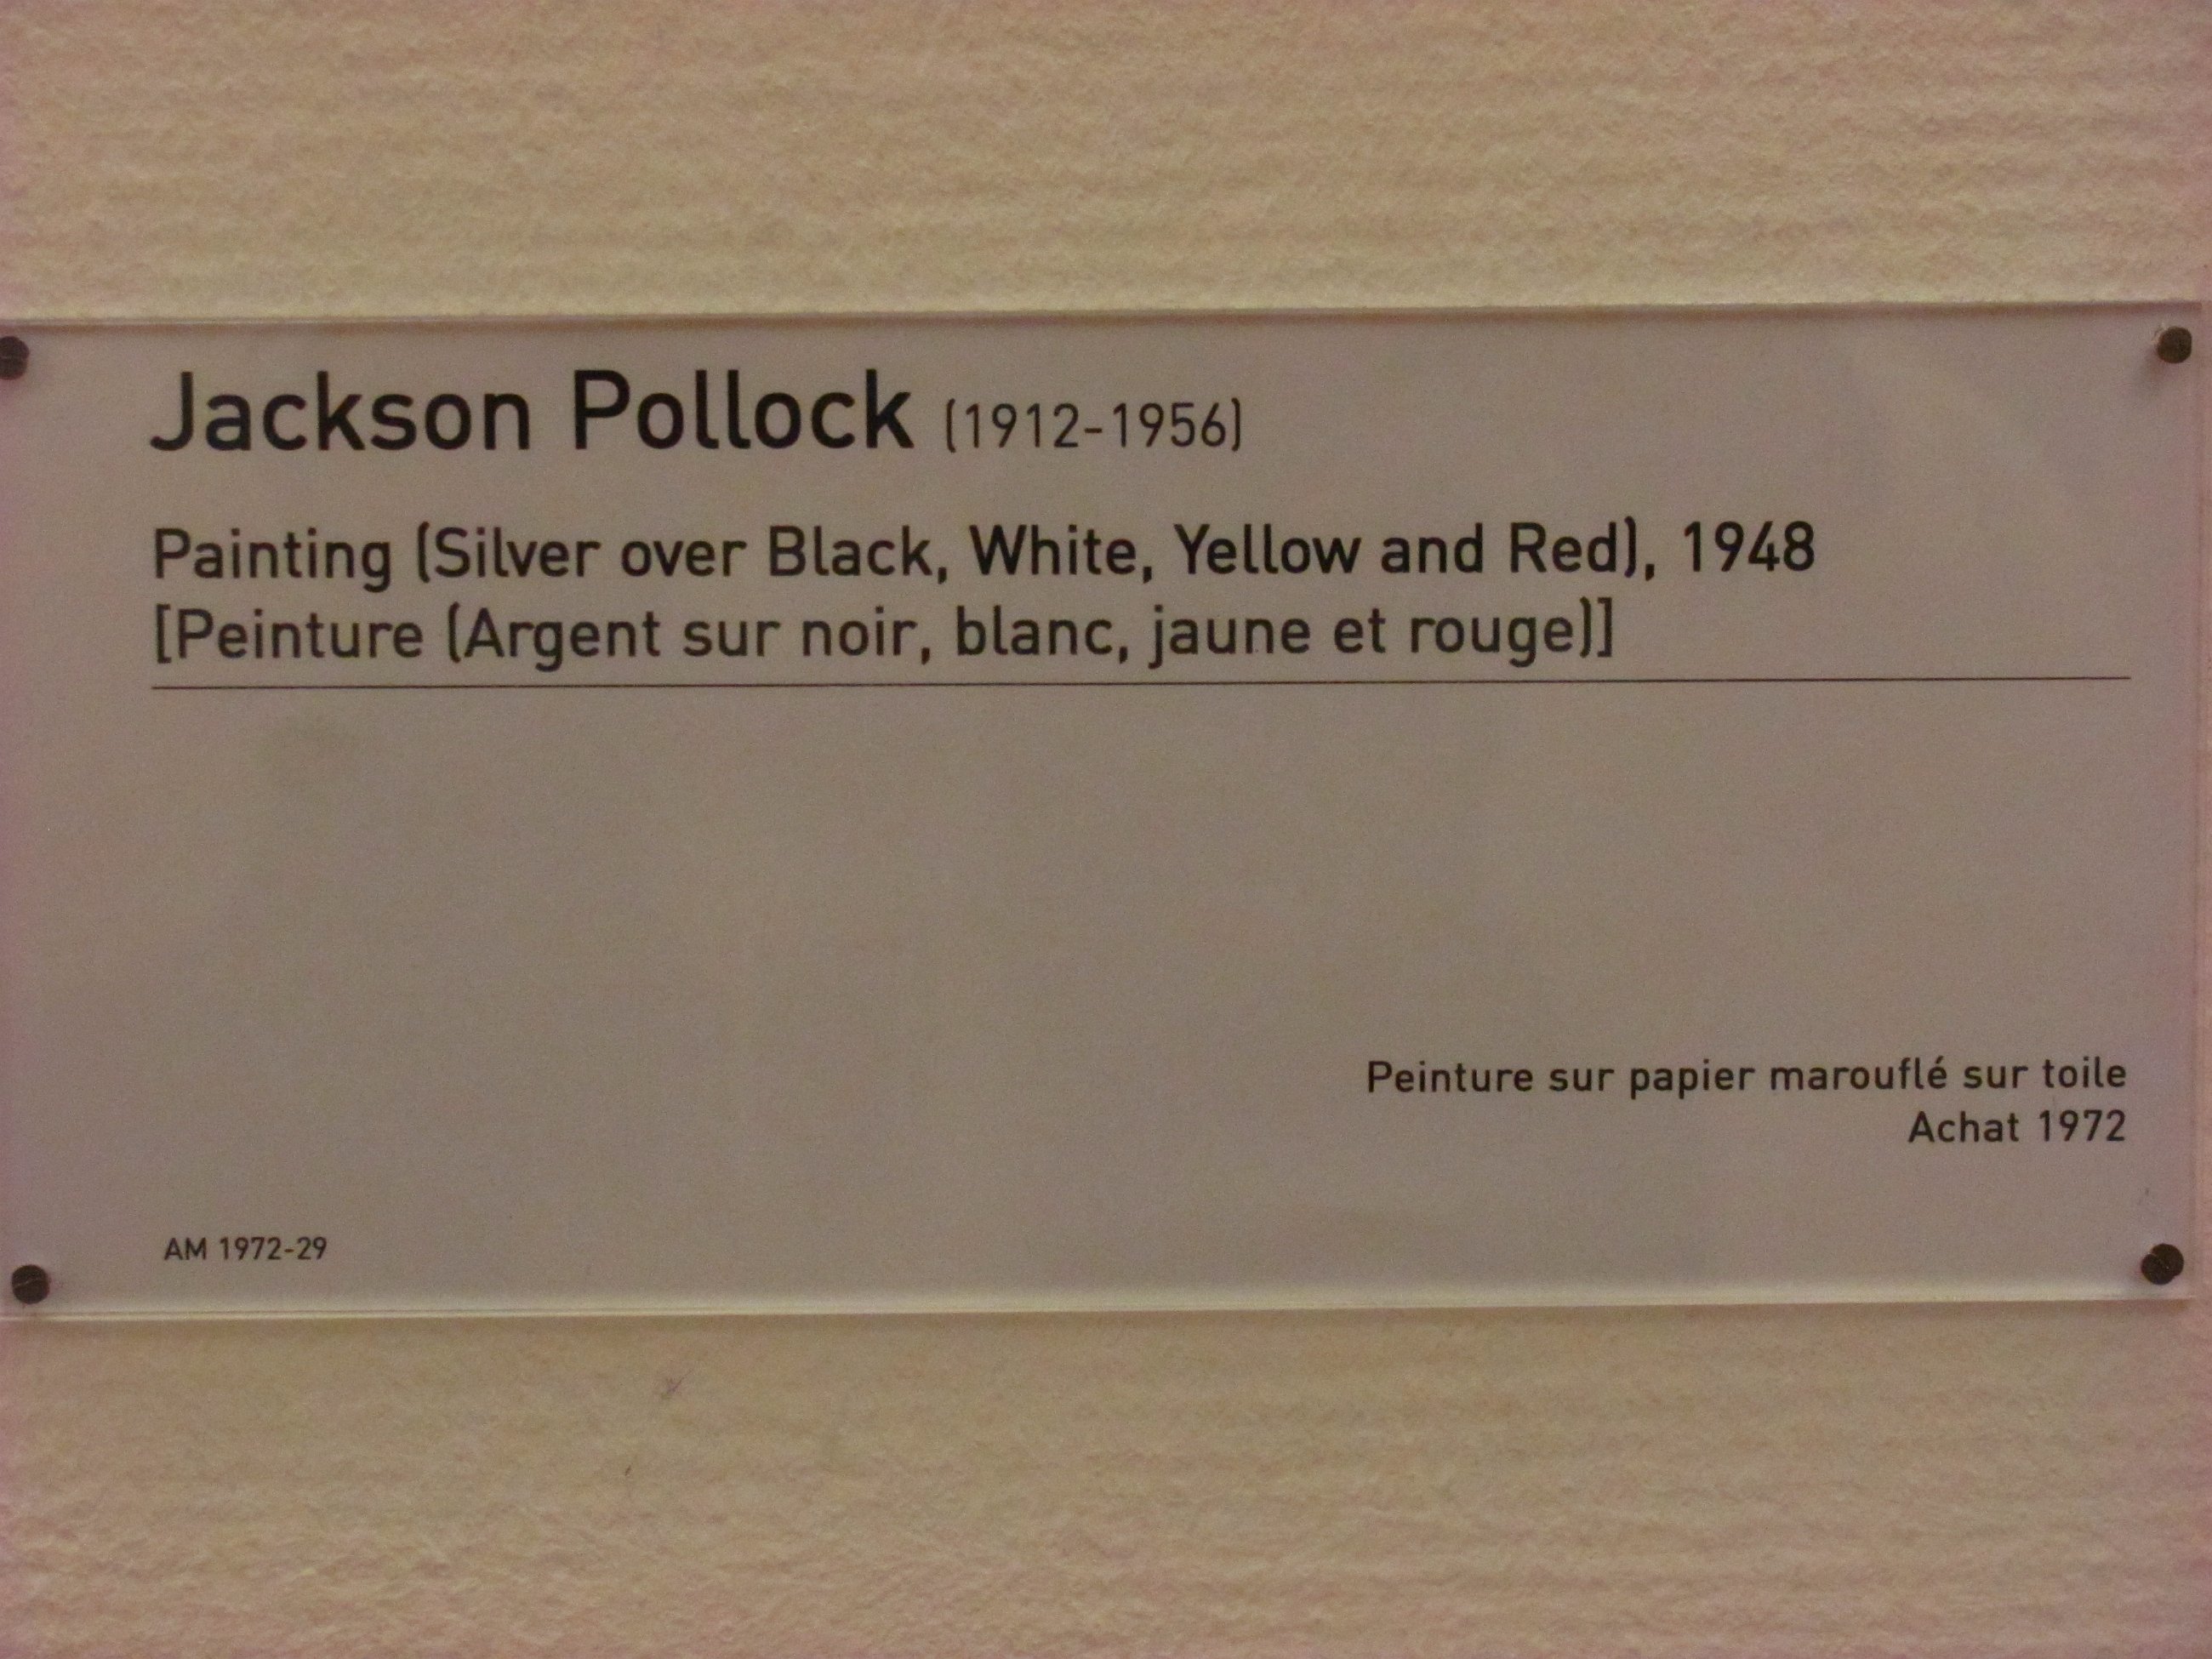 Jackson Pollock (1912-1956)
Painting (Silver over Black, White, Yellow and Red), 1948
[Peinture (Argent sur noir, blanc, jaune et rouge)]
Peinture sur papier marouflé sur toile
Achat 1972
AM 1972-29